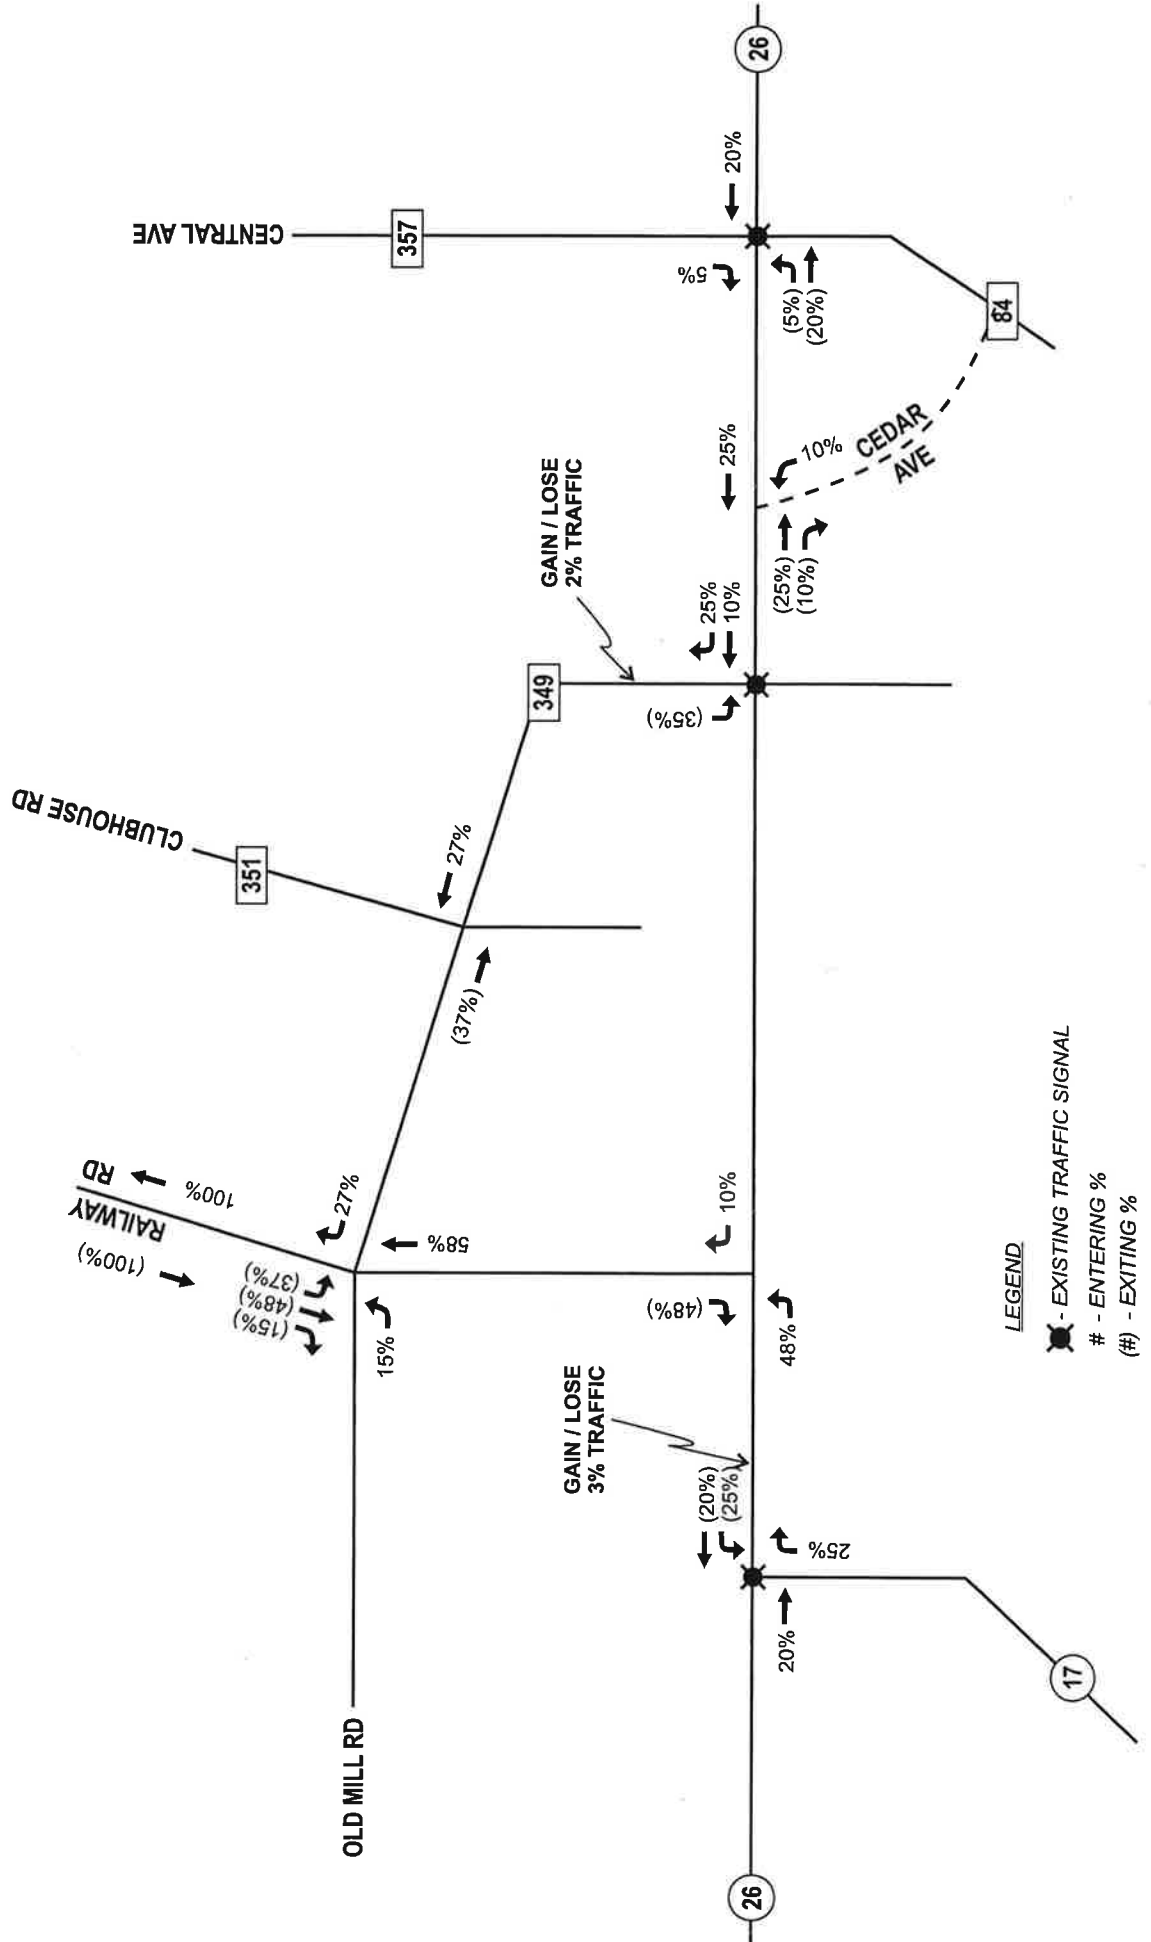 26
CENTRAL AVE
357
20%
5%
(5%)
(20%)
84
CEDAR
AVE
10%
25%
(25%)
(10%)
GAIN / LOSE
2% TRAFFIC
25%
10%
349
(35%)
CLUBHOUSE RD
351
27%
(37%)
RAILWAY
RD
100%
(100%)
27%
(37%)
(48%)
(15%)
58%
15%
10%
(48%)
48%
GAIN / LOSE
3% TRAFFIC
(20%)
(25%)
25%
20%
OLD MILL RD
17
26
LEGEND
- EXISTING TRAFFIC SIGNAL
# - ENTERING %
(#) - EXITING %